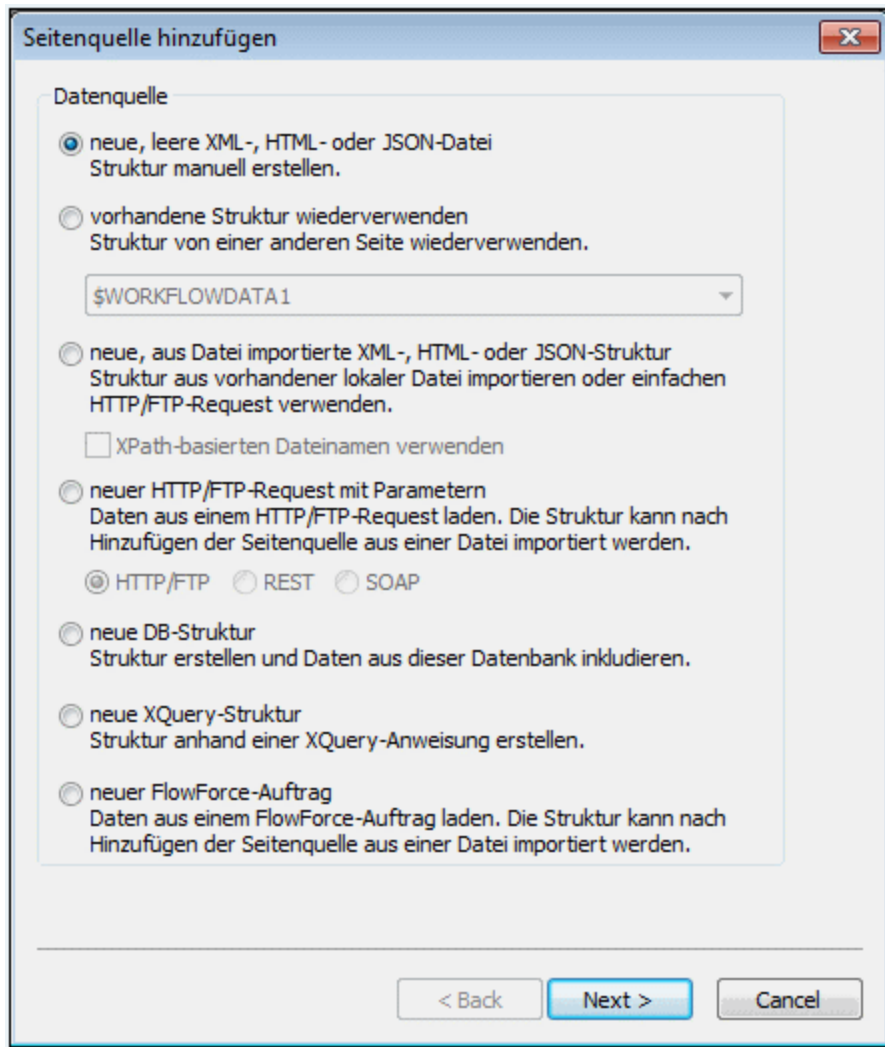 Seitenquelle hinzufügen
Datenquelle
neue, leere XML-, HTML- oder JSON-Datei
Struktur manuell erstellen.
vorhandene Struktur wiederverwenden
Struktur von einer anderen Seite wiederverwenden.
$WORKFLOWDATA1
neue, aus Datei importierte XML-, HTML- oder JSON-Struktur
Struktur aus vorhandener lokaler Datei importieren oder einfachen
HTTP/FTP-Request verwenden.
XPath-basierten Dateinamen verwenden
neuer HTTP/FTP-Request mit Parametern
Daten aus einem HTTP/FTP-Request laden. Die Struktur kann nach
Hinzufügen der Seitenquelle aus einer Datei importiert werden.
HTTP/FTP REST SOAP
neue DB-Struktur
Struktur erstellen und Daten aus dieser Datenbank inkludieren.
neue XQuery-Struktur
Struktur anhand einer XQuery-Anweisung erstellen.
neuer FlowForce-Auftrag
Daten aus einem FlowForce-Auftrag laden. Die Struktur kann nach
Hinzufügen der Seitenquelle aus einer Datei importiert werden.
< Back Next > Cancel